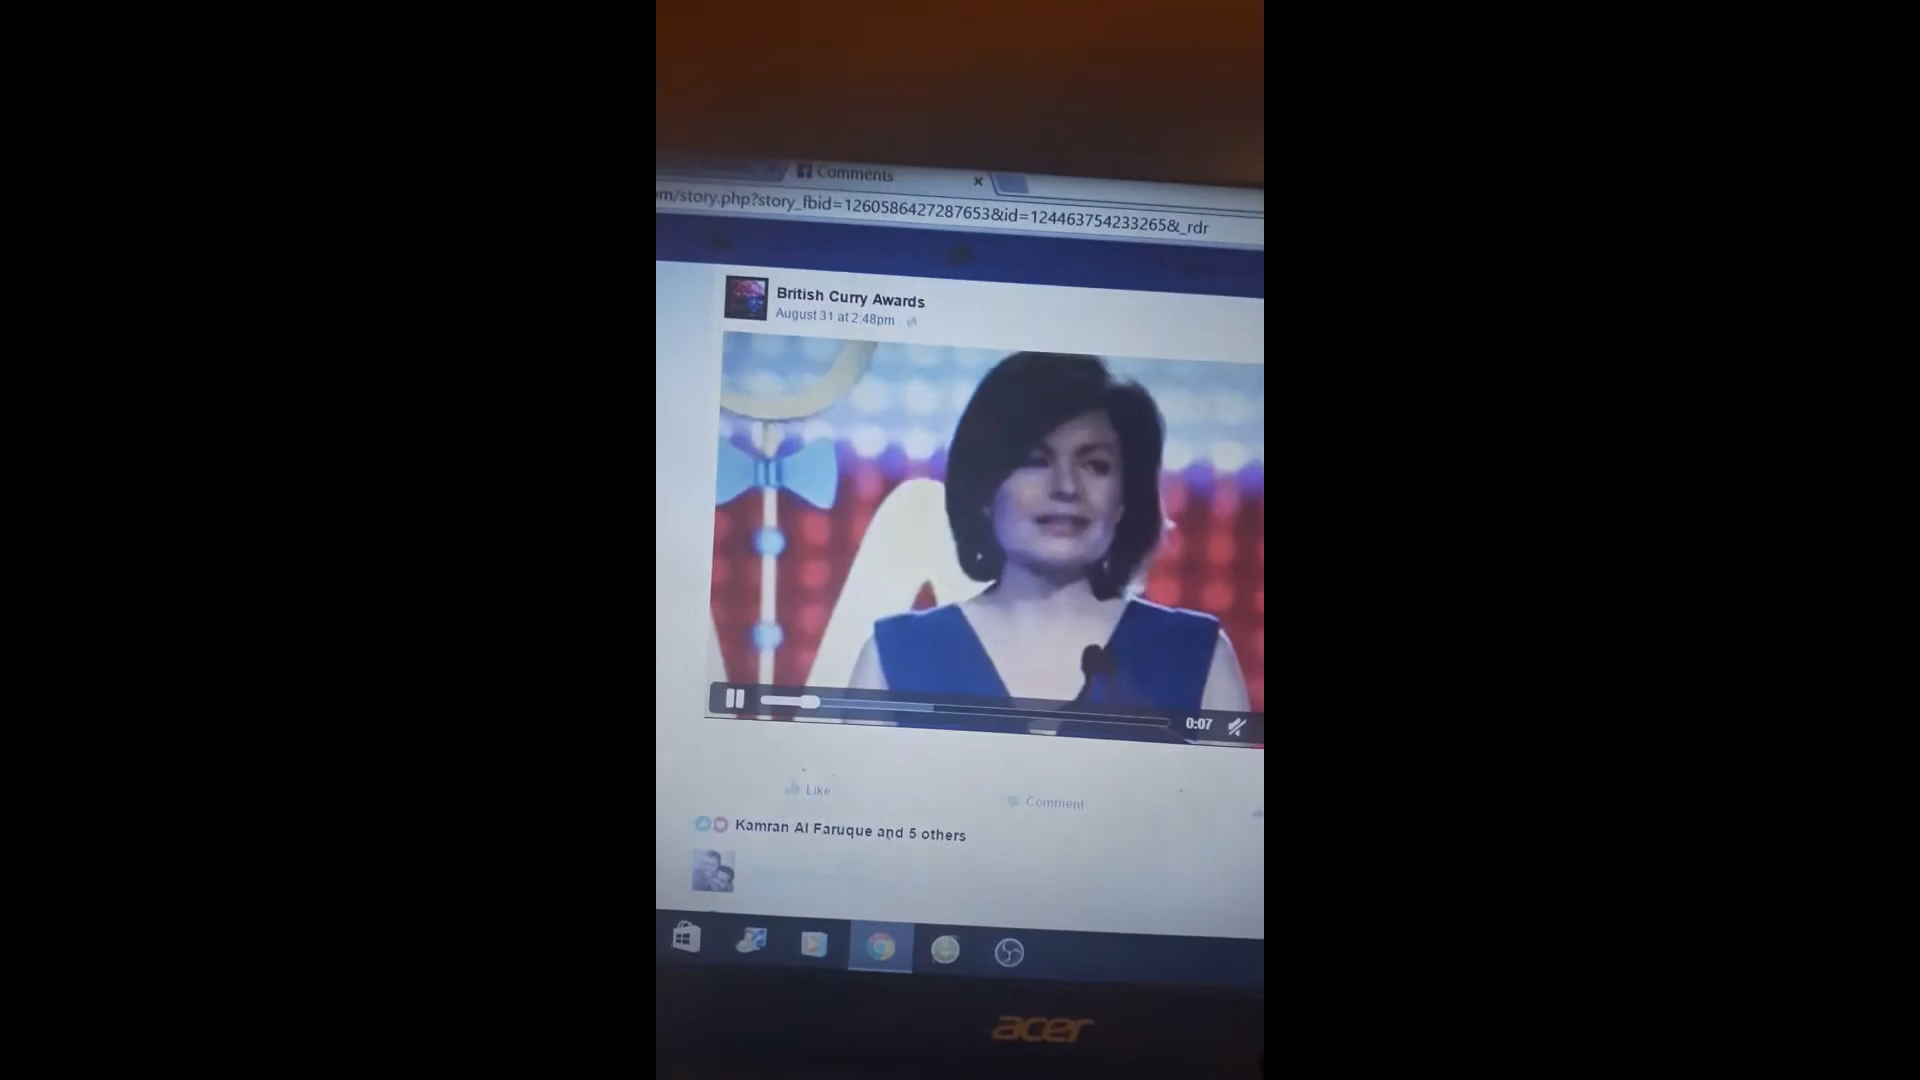 Comments
m/story.php?story_fbid=1260586427287653&id=124463754233265&_rdr
British Curry Awards
August 31 at 2:48pm
0:07
Like
Comment
Kamran Al Faruque and 5 others
acer